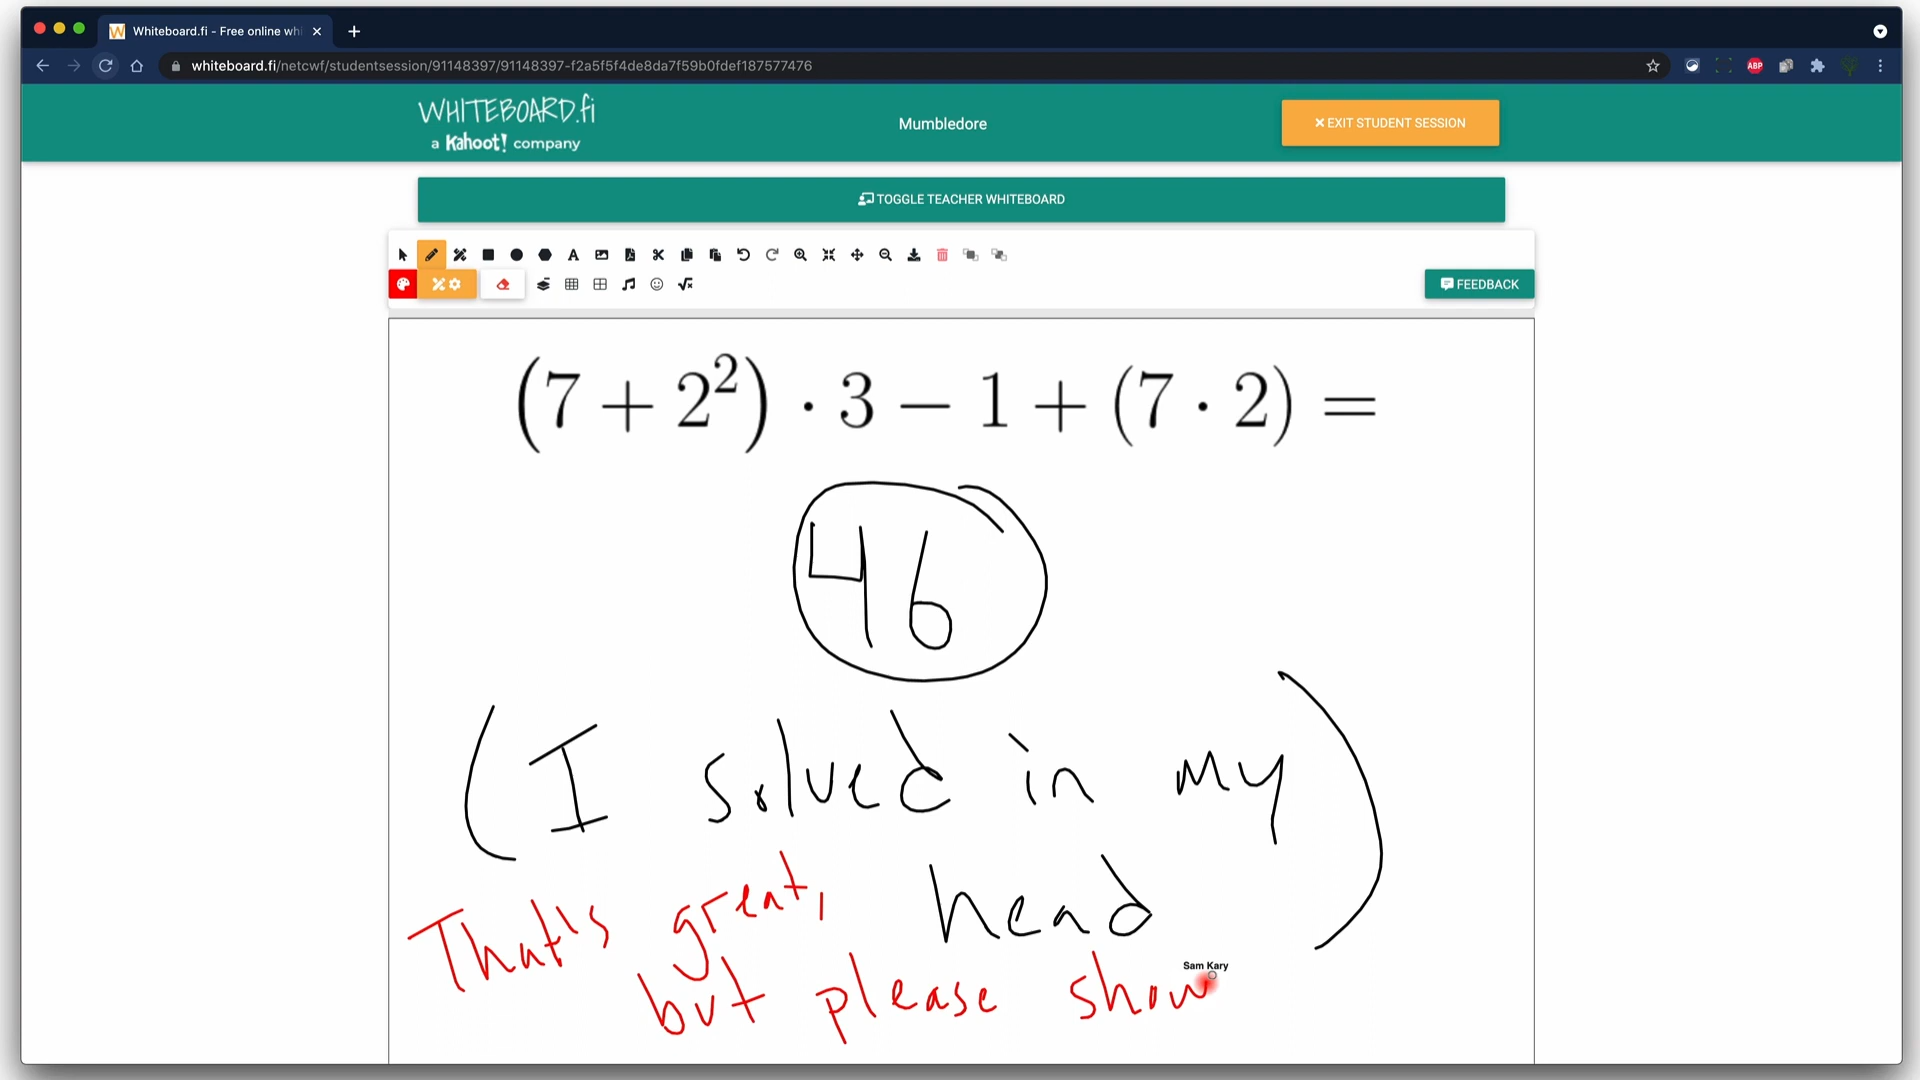 Whiteboard.fi - Free online whi
whiteboard.fi/netcwf/studentsession/91148397/91148397-f2a5f5f4de8da7f59b0fdef187577476
ABP
WHITEBOARD.fi
a Kahoot! company
Mumbledore
× EXIT STUDENT SESSION
TOGGLE TEACHER WHITEBOARD
FEEDBACK
(7 + 2²) · 3 − 1 + (7 · 2) =
46
(I solved in my
head)
That's great,
but please show
Sam Kary